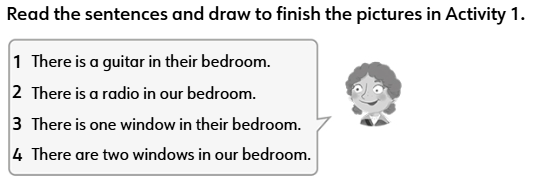 Read the sentences and draw to finish the pictures in Activity 1.
1 There is a guitar in their bedroom.
2 There is a radio in our bedroom.
3 There is one window in their bedroom.
4 There are two windows in our bedroom.